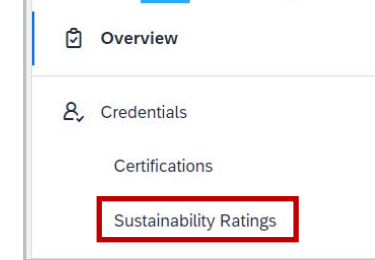 Overview
Credentials
Certifications
Sustainability Ratings